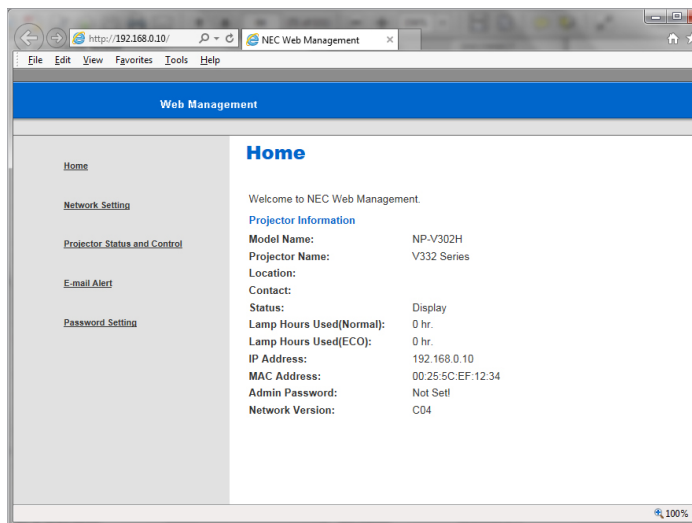 http://192.168.0.10/
NEC Web Management
File Edit View Favorites Tools Help
Web Management
Home
Network Setting
Projector Status and Control
E-mail Alert
Password Setting
Home
Welcome to NEC Web Management.
Projector Information
Model Name: NP-V302H
Projector Name: V332 Series
Location:
Contact:
Status: Display
Lamp Hours Used(Normal): 0 hr.
Lamp Hours Used(ECO): 0 hr.
IP Address: 192.168.0.10
MAC Address: 00:25:5C:EF:12:34
Admin Password: Not Set!
Network Version: C04
100%